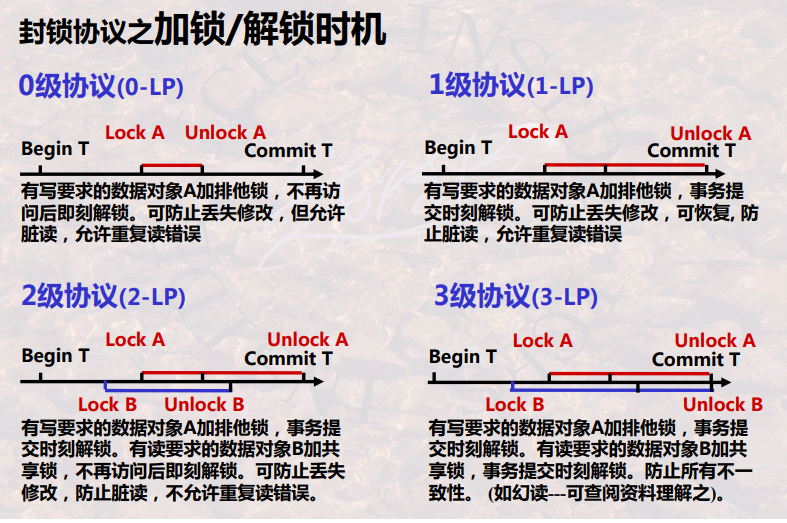 封锁协议之加锁/解锁时机
0级协议(0-LP)
Begin T
Lock A
Unlock A
Commit T
有写要求的数据对象A加排他锁，不再访
问后即刻解锁。可防止丢失修改，但允许
脏读，允许重复读错误
1级协议(1-LP)
Begin T
Lock A
Unlock A
Commit T
有写要求的数据对象A加排他锁，事务提
交时刻解锁。可防止丢失修改，可恢复, 防
止脏读，允许重复读错误
2级协议(2-LP)
Begin T
Lock A
Unlock A
Commit T
Lock B
Unlock B
有写要求的数据对象A加排他锁，事务提
交时刻解锁。有读要求的数据对象B加共
享锁，不再访问后即刻解锁。可防止丢失
修改，防止脏读，不允许重复读错误。
3级协议(3-LP)
Begin T
Lock A
Unlock A
Commit T
Lock B
Unlock B
有写要求的数据对象A加排他锁，事务提
交时刻解锁。有读要求的数据对象B加共
享锁，事务提交时刻解锁。防止所有不一
致性。 (如幻读---可查阅资料理解之)。